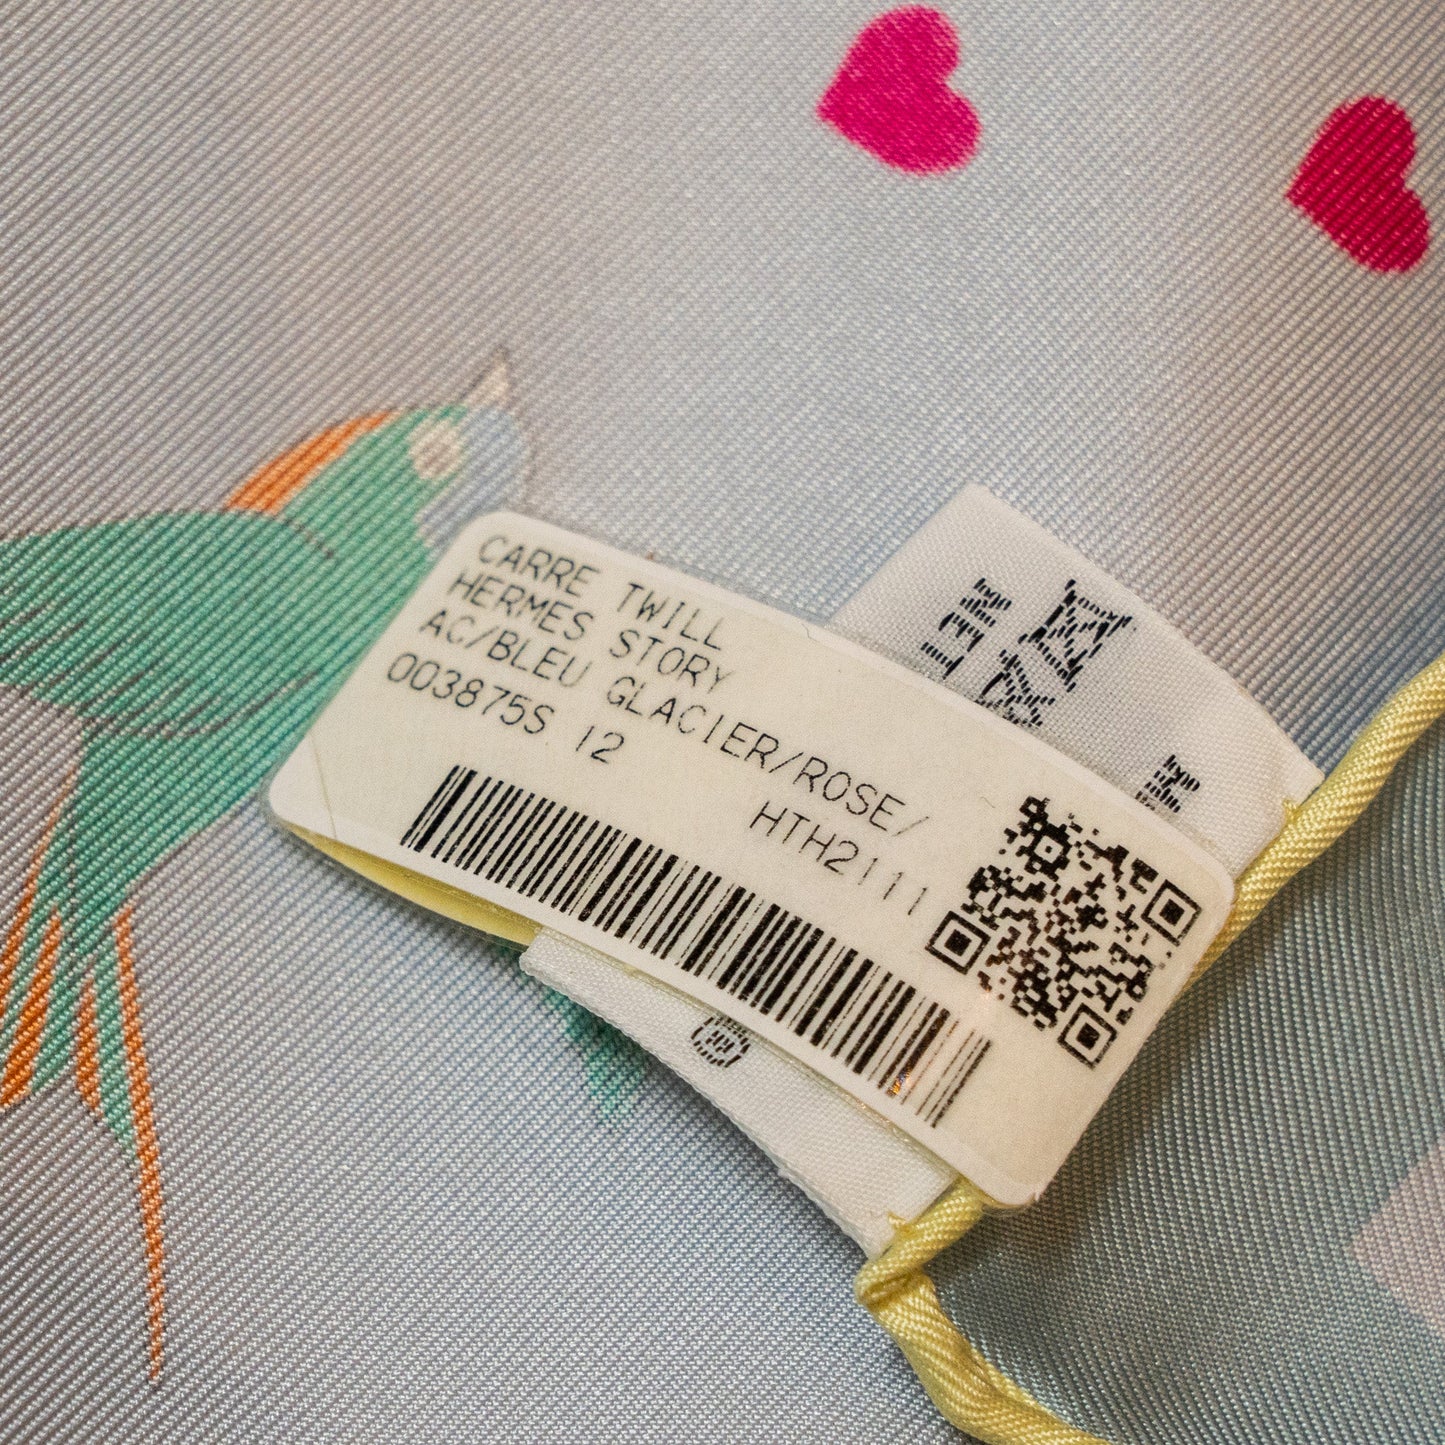 CARRE TWILL
HERMES STORY
AC/BLEU GLACIER/ROSE/
003875S 12
HTH2111